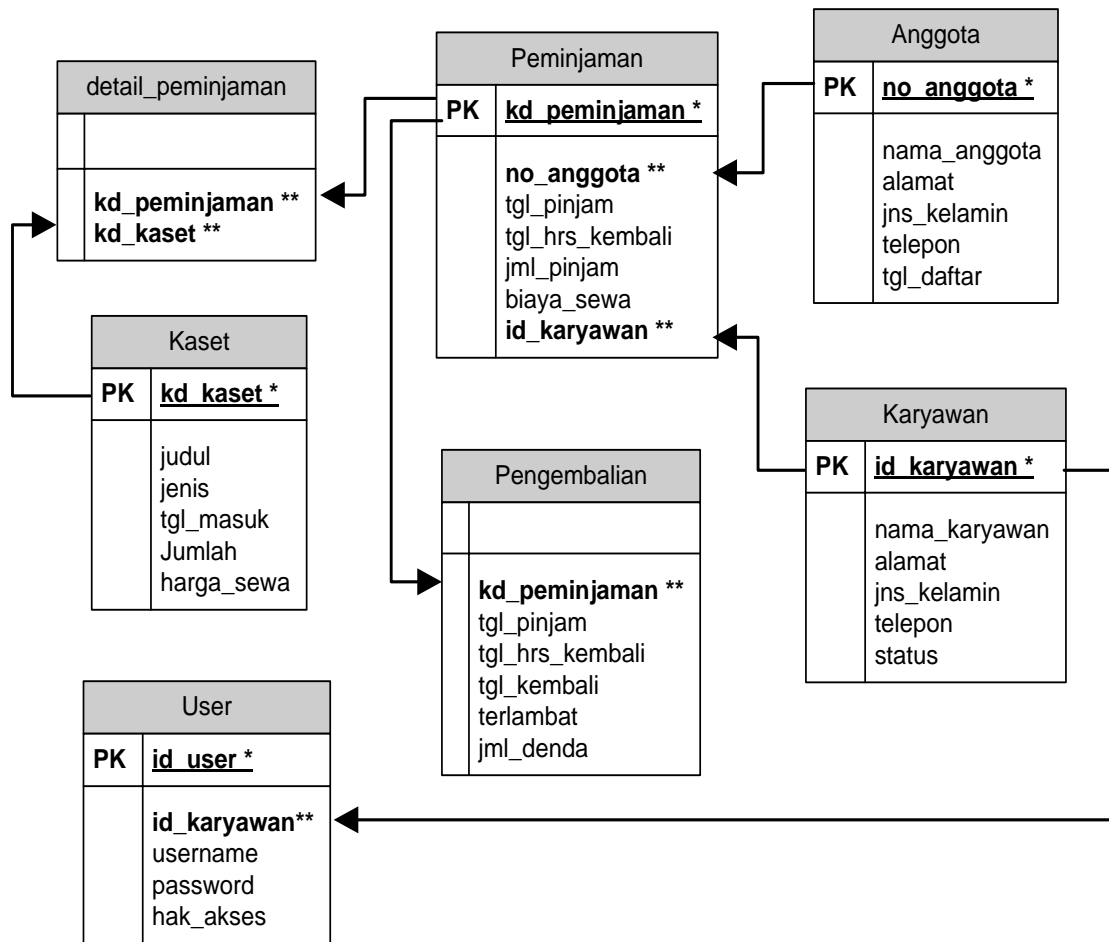 detail_peminjaman
kd_peminjaman **
kd_kaset **
Peminjaman
PK kd_peminjaman *
no_anggota **
tgl_pinjam
tgl_hrs_kembali
jml_pinjam
biaya_sewa
id_karyawan **
Anggota
PK no_anggota *
nama_anggota
alamat
jns_kelamin
telepon
tgl_daftar
Kaset
PK kd_kaset *
judul
jenis
tgl_masuk
Jumlah
harga_sewa
Pengembalian
kd_peminjaman **
tgl_pinjam
tgl_hrs_kembali
tgl_kembali
terlambat
jml_denda
Karyawan
PK id_karyawan *
nama_karyawan
alamat
jns_kelamin
telepon
status
User
PK id_user *
id_karyawan**
username
password
hak_akses